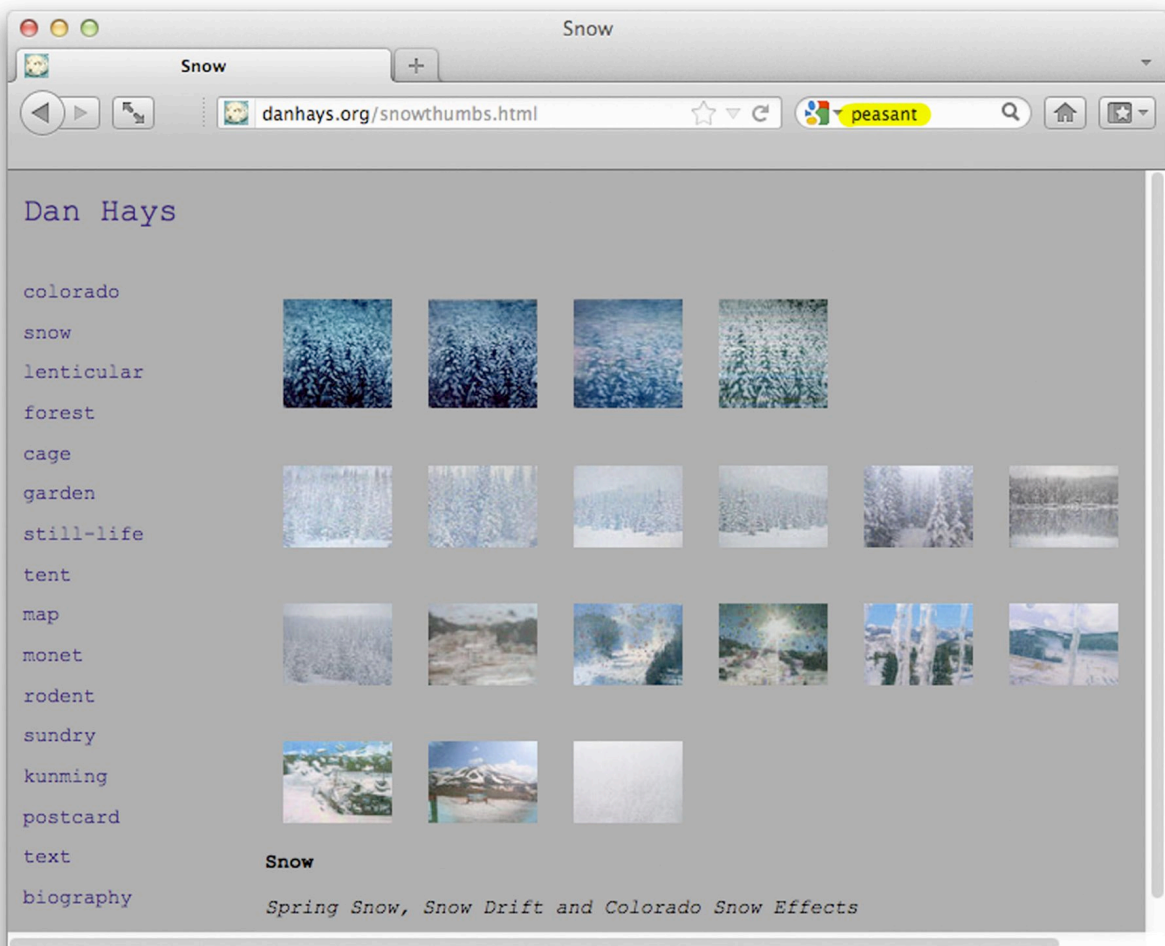 Snow
Snow
danhays.org/snowthumbs.html
peasant
Dan Hays
colorado
snow
lenticular
forest
cage
garden
still-life
tent
map
monet
rodent
sundry
kunming
postcard
text
biography
Snow
Spring Snow, Snow Drift and Colorado Snow Effects